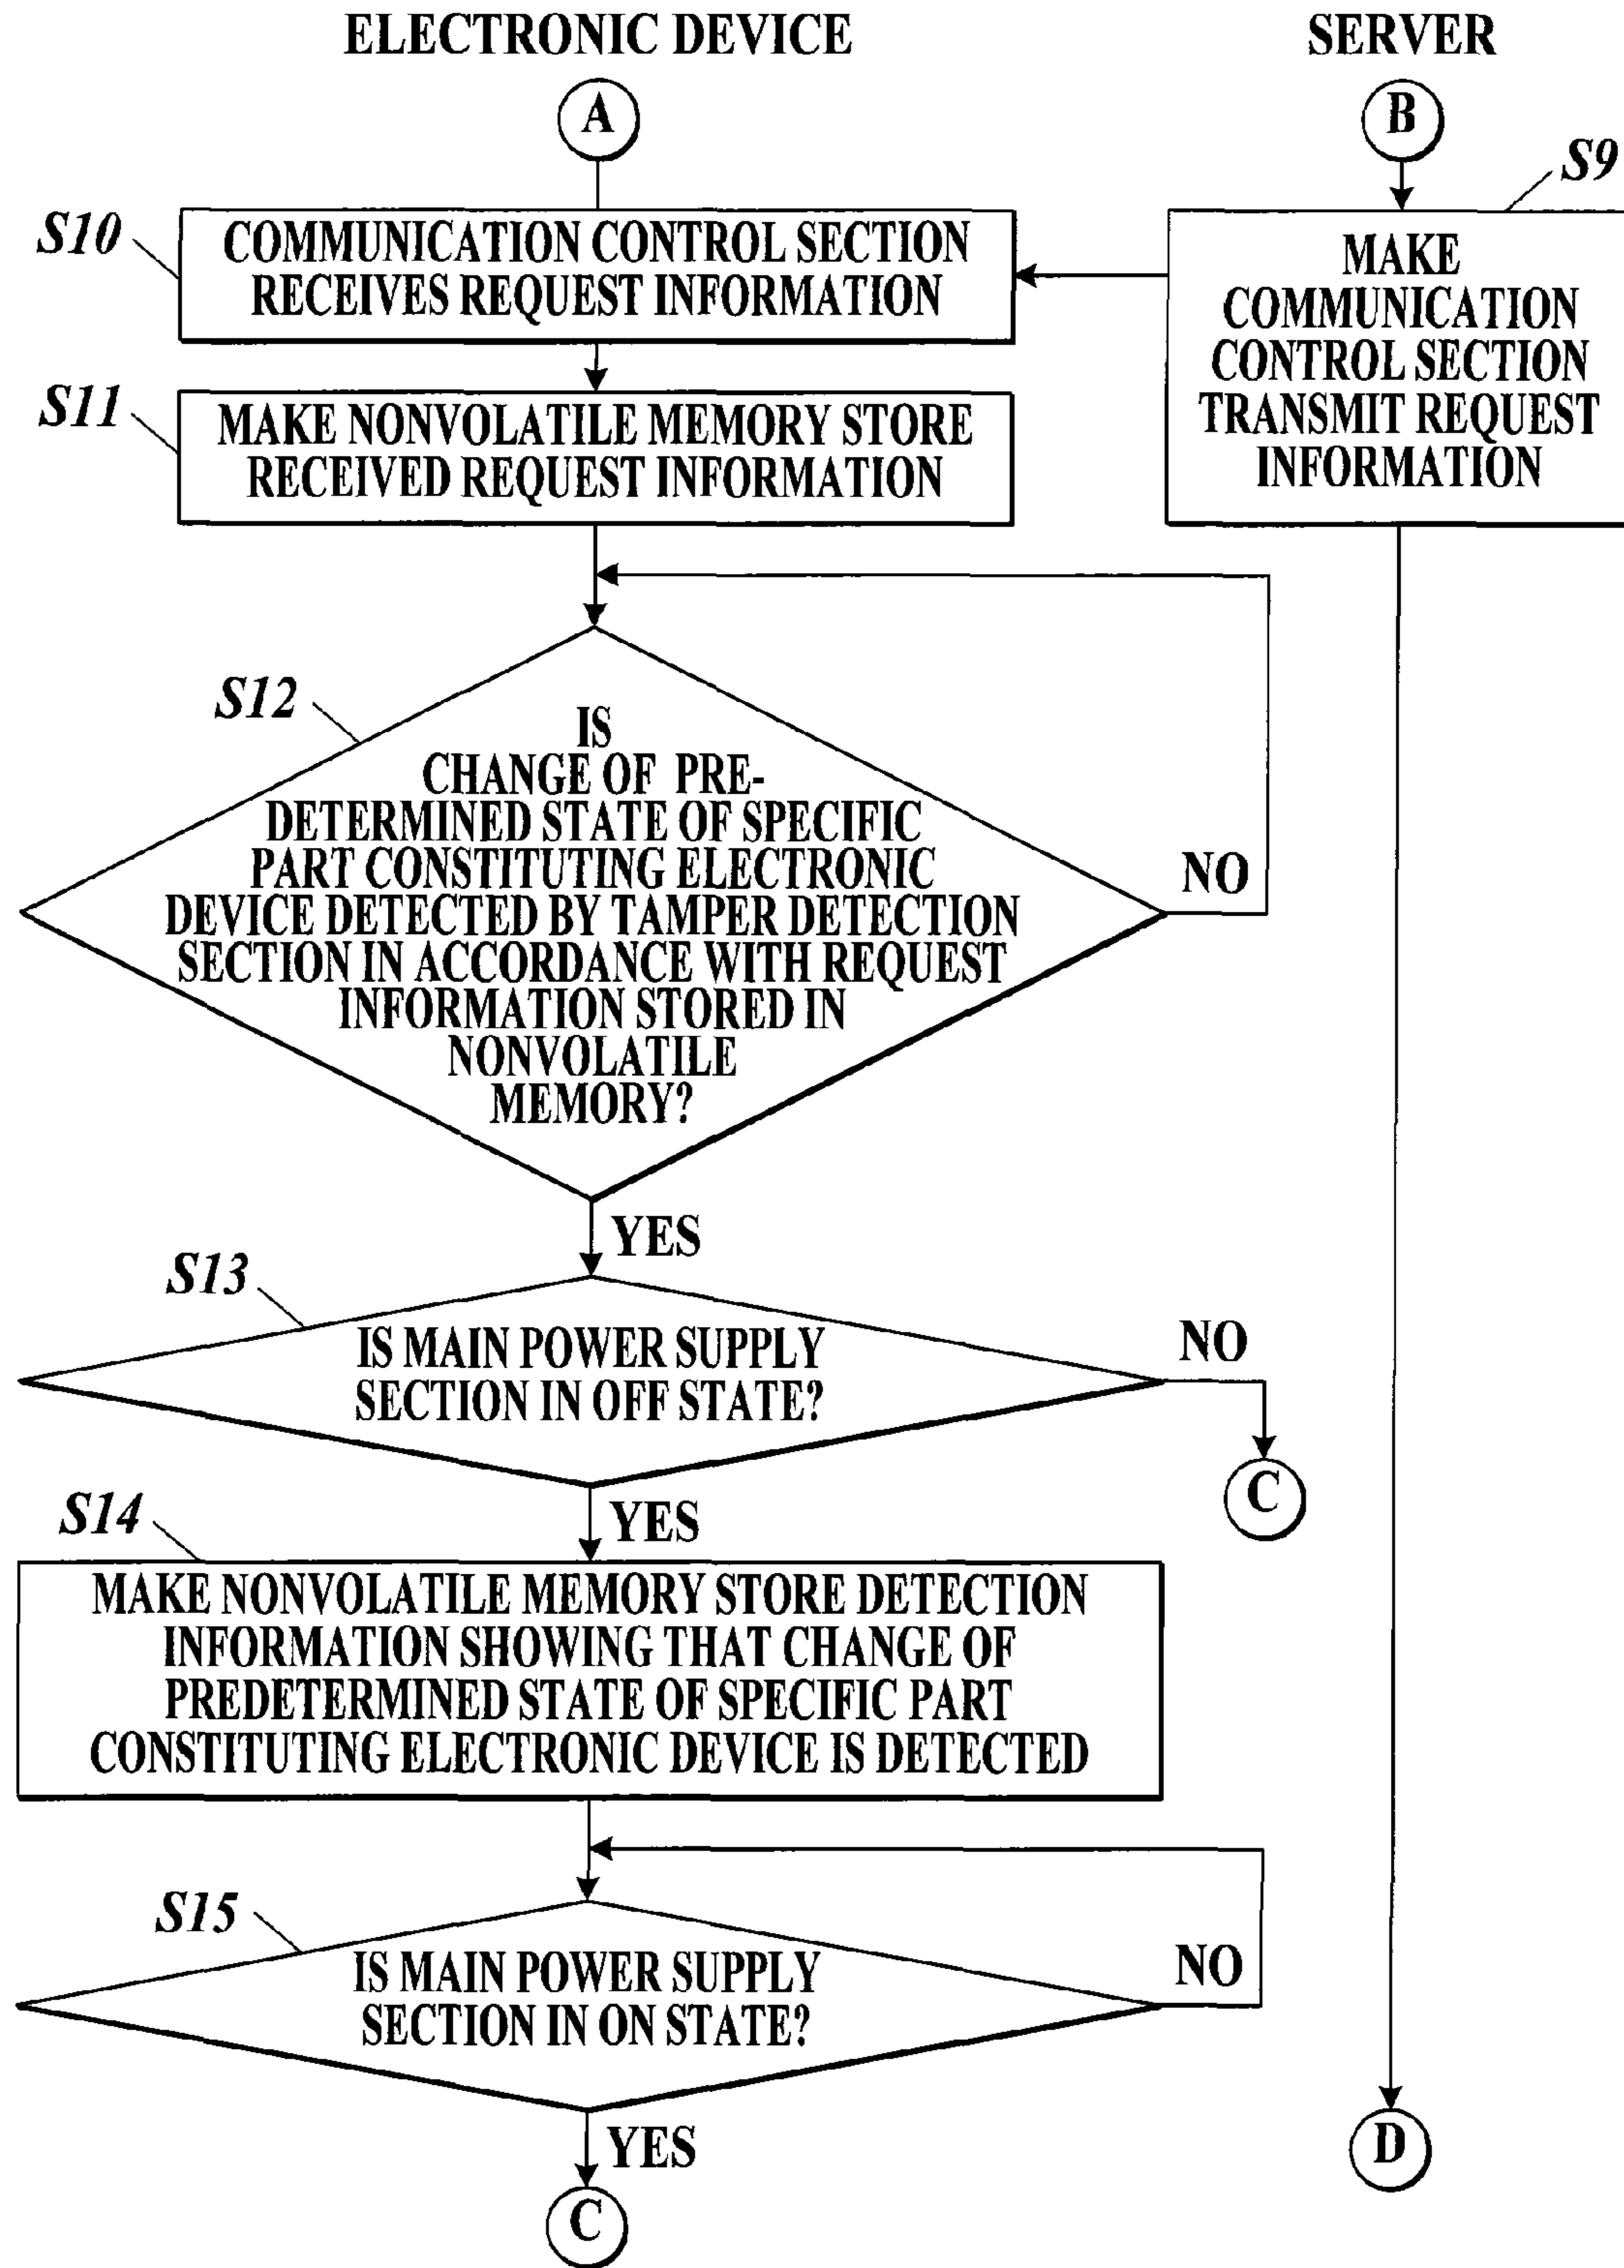 ELECTRONIC DEVICE
SERVER
A
B
S9
S10
COMMUNICATION CONTROL SECTION
RECEIVES REQUEST INFORMATION
MAKE
COMMUNICATION
CONTROL SECTION
TRANSMIT REQUEST
INFORMATION
S11
MAKE NONVOLATILE MEMORY STORE
RECEIVED REQUEST INFORMATION
S12
IS
CHANGE OF PRE-
DETERMINED STATE OF SPECIFIC
PART CONSTITUTING ELECTRONIC
DEVICE DETECTED BY TAMPER DETECTION
SECTION IN ACCORDANCE WITH REQUEST
INFORMATION STORED IN
NONVOLATILE
MEMORY?
NO
YES
S13
IS MAIN POWER SUPPLY
SECTION IN OFF STATE?
NO
C
YES
S14
MAKE NONVOLATILE MEMORY STORE DETECTION
INFORMATION SHOWING THAT CHANGE OF
PREDETERMINED STATE OF SPECIFIC PART
CONSTITUTING ELECTRONIC DEVICE IS DETECTED
S15
IS MAIN POWER SUPPLY
SECTION IN ON STATE?
NO
YES
D
C